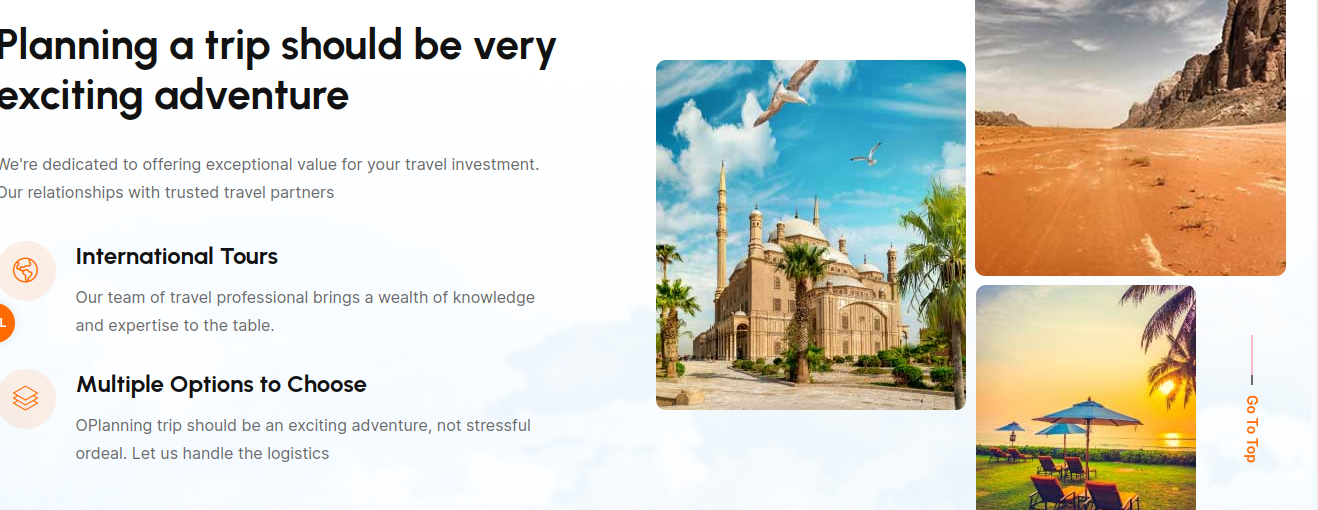 Planning a trip should be very
exciting adventure
We're dedicated to offering exceptional value for your travel investment.
Our relationships with trusted travel partners
International Tours
Our team of travel professional brings a wealth of knowledge
and expertise to the table.
L
Multiple Options to Choose
OPlanning trip should be an exciting adventure, not stressful
ordeal. Let us handle the logistics
Go To Top